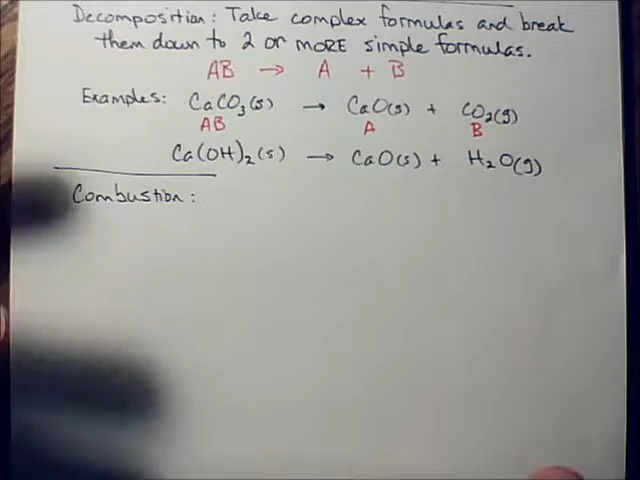 Decomposition: Take complex formulas and break
them down to 2 or MORE simple formulas.
AB → A + B
Examples: CaCO₃(s) → CaO(s) + CO₂(g)
AB A B
Ca(OH)₂(s) → CaO(s) + H₂O(g)
Combustion: